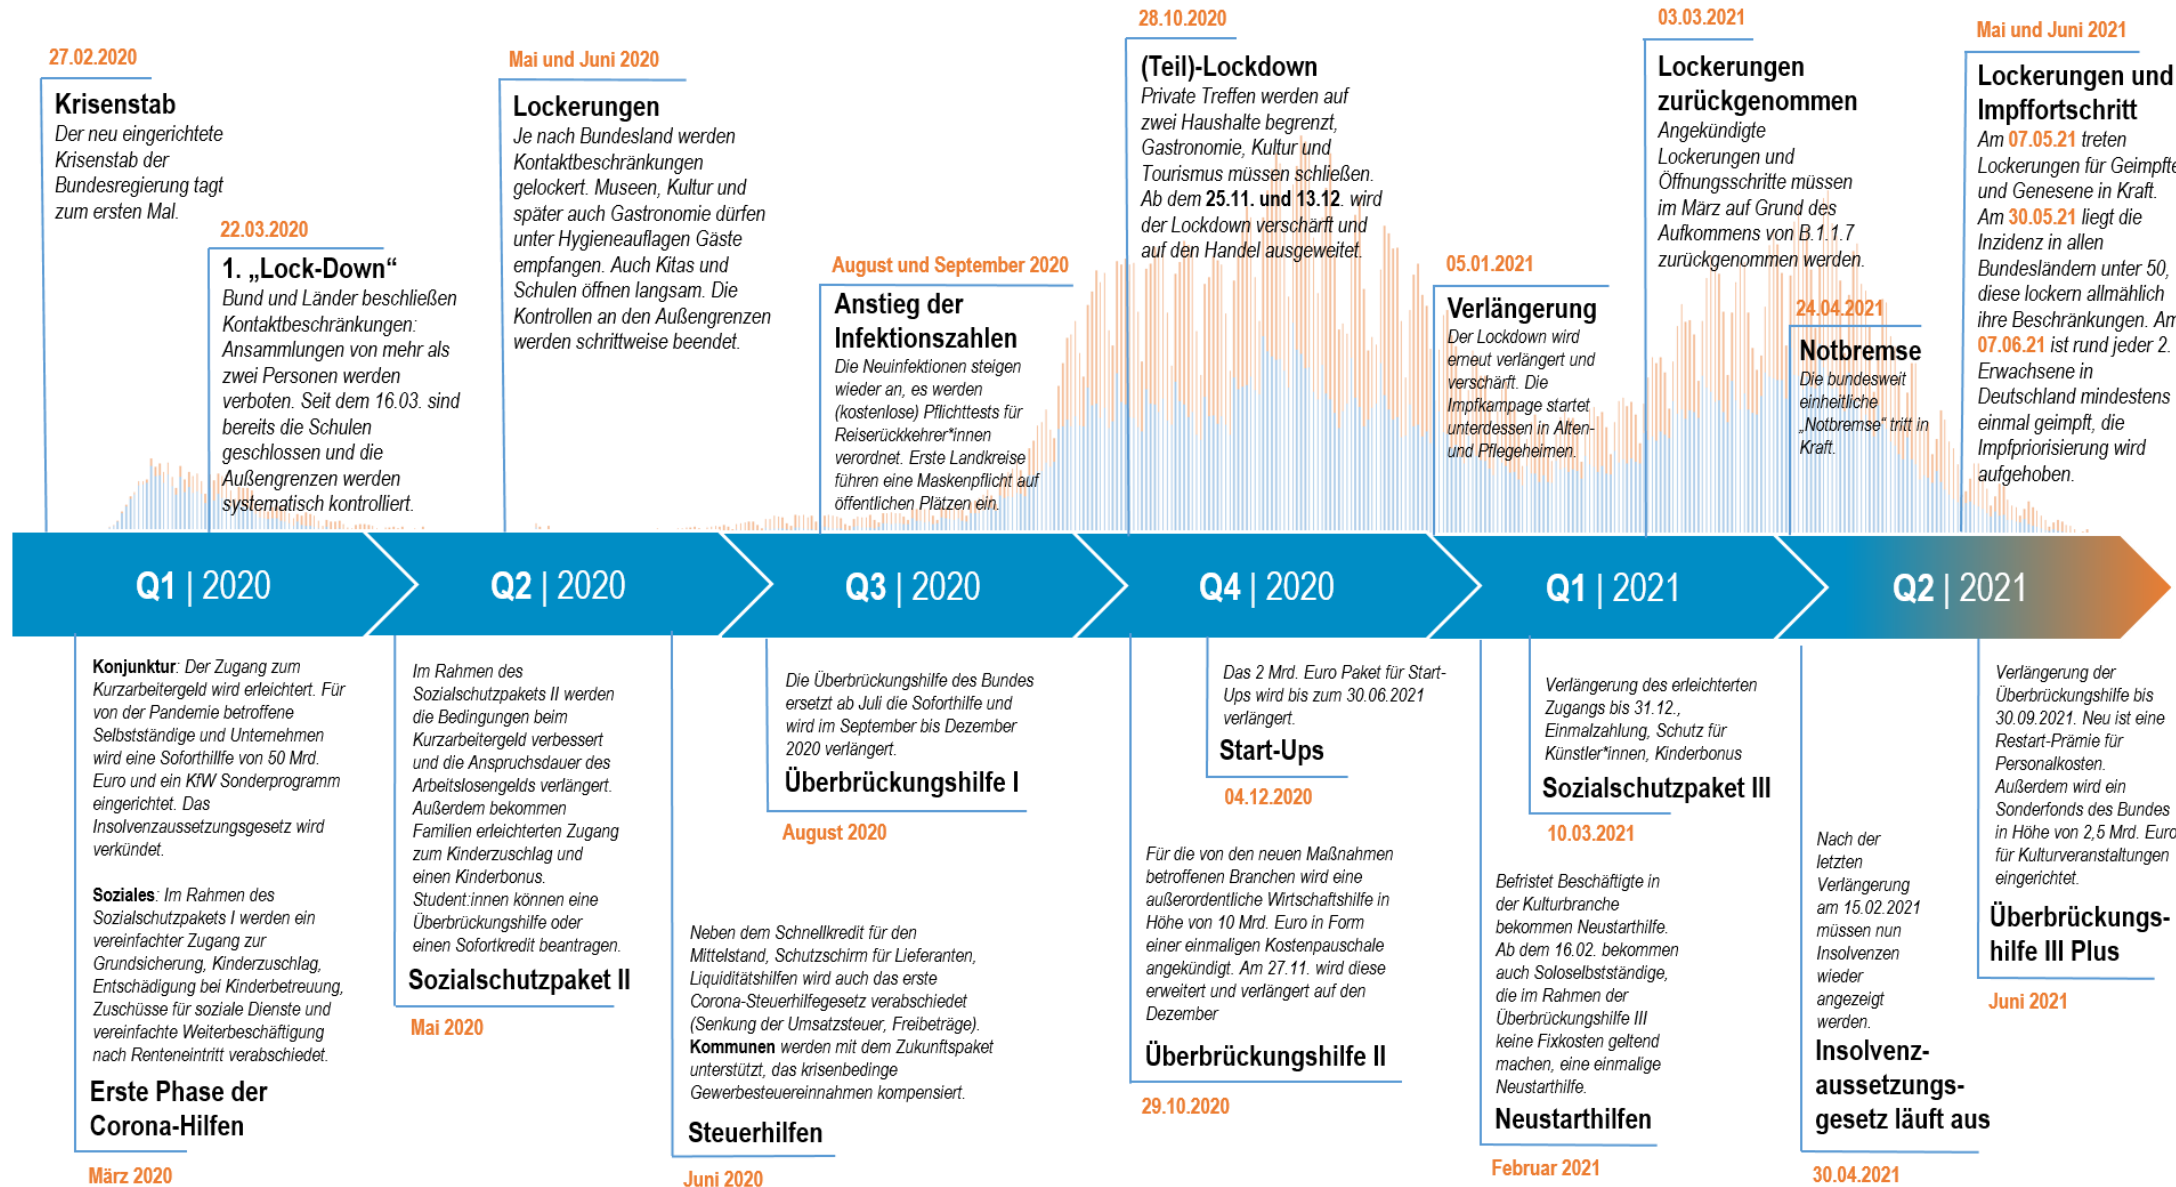 27.02.2020
Krisenstab
Der neu eingerichtete
Krisenstab der
Bundesregierung tagt
zum ersten Mal.
22.03.2020
1. „Lock-Down“
Bund und Länder beschließen
Kontaktbeschränkungen:
Ansammlungen von mehr als
zwei Personen werden
verboten. Seit dem 16.03. sind
bereits die Schulen
geschlossen und die
Außengrenzen werden
systematisch kontrolliert.
Mai und Juni 2020
Lockerungen
Je nach Bundesland werden
Kontaktbeschränkungen
gelockert. Museen, Kultur und
später auch Gastronomie dürfen
unter Hygieneauflagen Gäste
empfangen. Auch Kitas und
Schulen öffnen langsam. Die
Kontrollen an den Außengrenzen
werden schrittweise beendet.
August und September 2020
Anstieg der
Infektionszahlen
Die Neuinfektionen steigen
wieder an, es werden
(kostenlose) Pflichttests für
Reiserückkehrer*innen
verordnet. Erste Landkreise
führen eine Maskenpflicht auf
öffentlichen Plätzen ein.
28.10.2020
(Teil)-Lockdown
Private Treffen werden auf
zwei Haushalte begrenzt,
Gastronomie, Kultur und
Tourismus müssen schließen.
Ab dem 25.11. und 13.12. wird
der Lockdown verschärft und
auf den Handel ausgeweitet.
05.01.2021
Verlängerung
Der Lockdown wird
erneut verlängert und
verschärft. Die
Impfkampage startet
unterdessen in Alten-
und Pflegeheimen.
03.03.2021
Lockerungen
zurückgenommen
Angekündigte
Lockerungen und
Öffnungsschritte müssen
im März auf Grund des
Aufkommens von B.1.1.7
zurückgenommen werden.
24.04.2021
Notbremse
Die bundesweit
einheitliche
„Notbremse“ tritt in
Kraft.
Mai und Juni 2021
Lockerungen und
Impffortschritt
Am 07.05.21 treten
Lockerungen für Geimpfte
und Genesene in Kraft.
Am 30.05.21 liegt die
Inzidenz in allen
Bundesländern unter 50,
diese lockern allmählich
ihre Beschränkungen. Am
07.06.21 ist rund jeder 2.
Erwachsene in
Deutschland mindestens
einmal geimpft, die
Impfpriorisierung wird
aufgehoben.
Q1 | 2020
Q2 | 2020
Q3 | 2020
Q4 | 2020
Q1 | 2021
Q2 | 2021
Konjunktur: Der Zugang zum
Kurzarbeitergeld wird erleichtert. Für
von der Pandemie betroffene
Selbstständige und Unternehmen
wird eine Soforthillfe von 50 Mrd.
Euro und ein KfW Sonderprogramm
eingerichtet. Das
Insolvenzaussetzungsgesetz wird
verkündet.
Soziales: Im Rahmen des
Sozialschutzpakets I werden ein
vereinfachter Zugang zur
Grundsicherung, Kinderzuschlag,
Entschädigung bei Kinderbetreuung,
Zuschüsse für soziale Dienste und
vereinfachte Weiterbeschäftigung
nach Renteneintritt verabschiedet.
Erste Phase der
Corona-Hilfen
März 2020
Im Rahmen des
Sozialschutzpakets II werden
die Bedingungen beim
Kurzarbeitergeld verbessert
und die Anspruchsdauer des
Arbeitslosengelds verlängert.
Außerdem bekommen
Familien erleichterten Zugang
zum Kinderzuschlag und
einen Kinderbonus.
Student:innen können eine
Überbrückungshilfe oder
einen Sofortkredit beantragen.
Sozialschutzpaket II
Mai 2020
Neben dem Schnellkredit für den
Mittelstand, Schutzschirm für Lieferanten,
Liquiditätshilfen wird auch das erste
Corona-Steuerhilfegesetz verabschiedet
(Senkung der Umsatzsteuer, Freibeträge).
Kommunen werden mit dem Zukunftspaket
unterstützt, das krisenbedinge
Gewerbesteuereinnahmen kompensiert.
Steuerhilfen
Juni 2020
Die Überbrückungshilfe des Bundes
ersetzt ab Juli die Soforthilfe und
wird im September bis Dezember
2020 verlängert.
Überbrückungshilfe I
August 2020
Das 2 Mrd. Euro Paket für Start-
Ups wird bis zum 30.06.2021
verlängert.
Start-Ups
04.12.2020
Für die von den neuen Maßnahmen
betroffenen Branchen wird eine
außerordentliche Wirtschaftshilfe in
Höhe von 10 Mrd. Euro in Form
einer einmaligen Kostenpauschale
angekündigt. Am 27.11. wird diese
erweitert und verlängert auf den
Dezember
Überbrückungshilfe II
29.10.2020
Verlängerung des erleichterten
Zugangs bis 31.12.,
Einmalzahlung, Schutz für
Künstler*innen, Kinderbonus
Sozialschutzpaket III
10.03.2021
Befristet Beschäftigte in
der Kulturbranche
bekommen Neustarthilfe.
Ab dem 16.02. bekommen
auch Soloselbstständige,
die im Rahmen der
Überbrückungshilfe III
keine Fixkosten geltend
machen, eine einmalige
Neustarthilfe.
Neustarthilfen
Februar 2021
Nach der
letzten
Verlängerung
am 15.02.2021
müssen nun
Insolvenzen
wieder
angezeigt
werden.
Insolvenz-
aussetzungs-
gesetz läuft aus
30.04.2021
Verlängerung der
Überbrückungshilfe bis
30.09.2021. Neu ist eine
Restart-Prämie für
Personalkosten.
Außerdem wird ein
Sonderfonds des Bundes
in Höhe von 2,5 Mrd. Euro
für Kulturveranstaltungen
eingerichtet.
Überbrückungs-
hilfe III Plus
Juni 2021